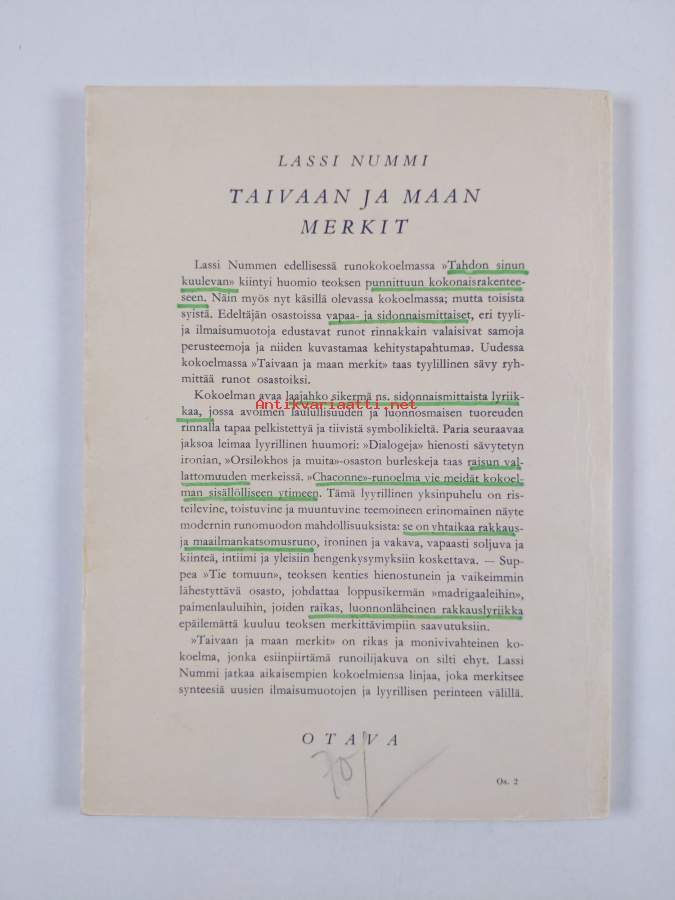 LASSI NUMMI
TAIVAAN JA MAAN
MERKIT
Lassi Nummen edellisessä runokokoelmassa »Tahdon sinun
kuulevan» kiintyi huomio teoksen punnittuun kokonaisrakentee-
seen. Näin myös nyt käsillä olevassa kokoelmassa; mutta toisista
syistä. Edeltäjän osastoissa vapaa- ja sidonnaismittaiset, eri tyyli-
ja ilmaisumuotoja edustavat runot rinnakkain valaisivat samoja
perusteemoja ja niiden kuvastamaa kehitystapahtumaa. Uudessa
kokoelmassa »Taivaan ja maan merkit» taas tyylillinen sävy ryh-
mittää runot osastoiksi.
Kokoelman avaa laajahko sikermä ns. sidonnaismittaista lyriik-
kaa, jossa avoimen laulullisuuden ja luonnosmaisen tuoreuden
Antikvariaatti.net
rinnalla tapaa pelkistettyä ja tiivistä symbolikieltä. Paria seuraavaa
jaksoa leimaa lyyrillinen huumori: »Dialogeja» hienosti sävytetyn
ironian, »Orsilokhos ja muita»-osaston burleskeja taas raisun val-
lattomuuden merkeissä. »Chaconne»-runoelma vie meidät kokoel-
man sisällölliseen ytimeen. Tämä lyyrillinen yksinpuhelu on ris-
teilevine, toistuvine ja muuntuvine teemoineen erinomainen näyte
modernin runomuodon mahdollisuuksista: se on yhtaikaa rakkaus-
ja maailmankatsomusruno, ironinen ja vakava, vapaasti soljuva ja
kiinteä, intiimi ja yleisiin hengenkysymyksiin koskettava. — Sup-
pea »Tie tomuun», teoksen kenties hienostunein ja vaikeimmin
lähestyttävä osasto, johdattaa loppusikermän »madrigaaleihin»,
paimenlauluihin, joiden raikas, luonnonläheinen rakkauslyriikka
epäilemättä kuuluu teoksen merkittävimpiin saavutuksiin.
»Taivaan ja maan merkit» on rikas ja monivivahteinen ko-
koelma, jonka esiinpiirtämä runoilijakuva on silti ehyt. Lassi
Nummi jatkaa aikaisempien kokoelmiensa linjaa, joka merkitsee
synteesiä uusien ilmaisumuotojen ja lyyrillisen perinteen välillä.
OTAVA
70/
Os. 2